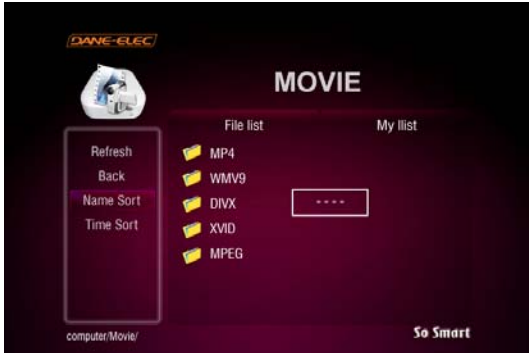 DANE-ELEC
MOVIE
File list
My llist
Refresh
Back
Name Sort
Time Sort
MP4
WMV9
DIVX
XVID
MPEG
----
computer/Movie/
So Smart